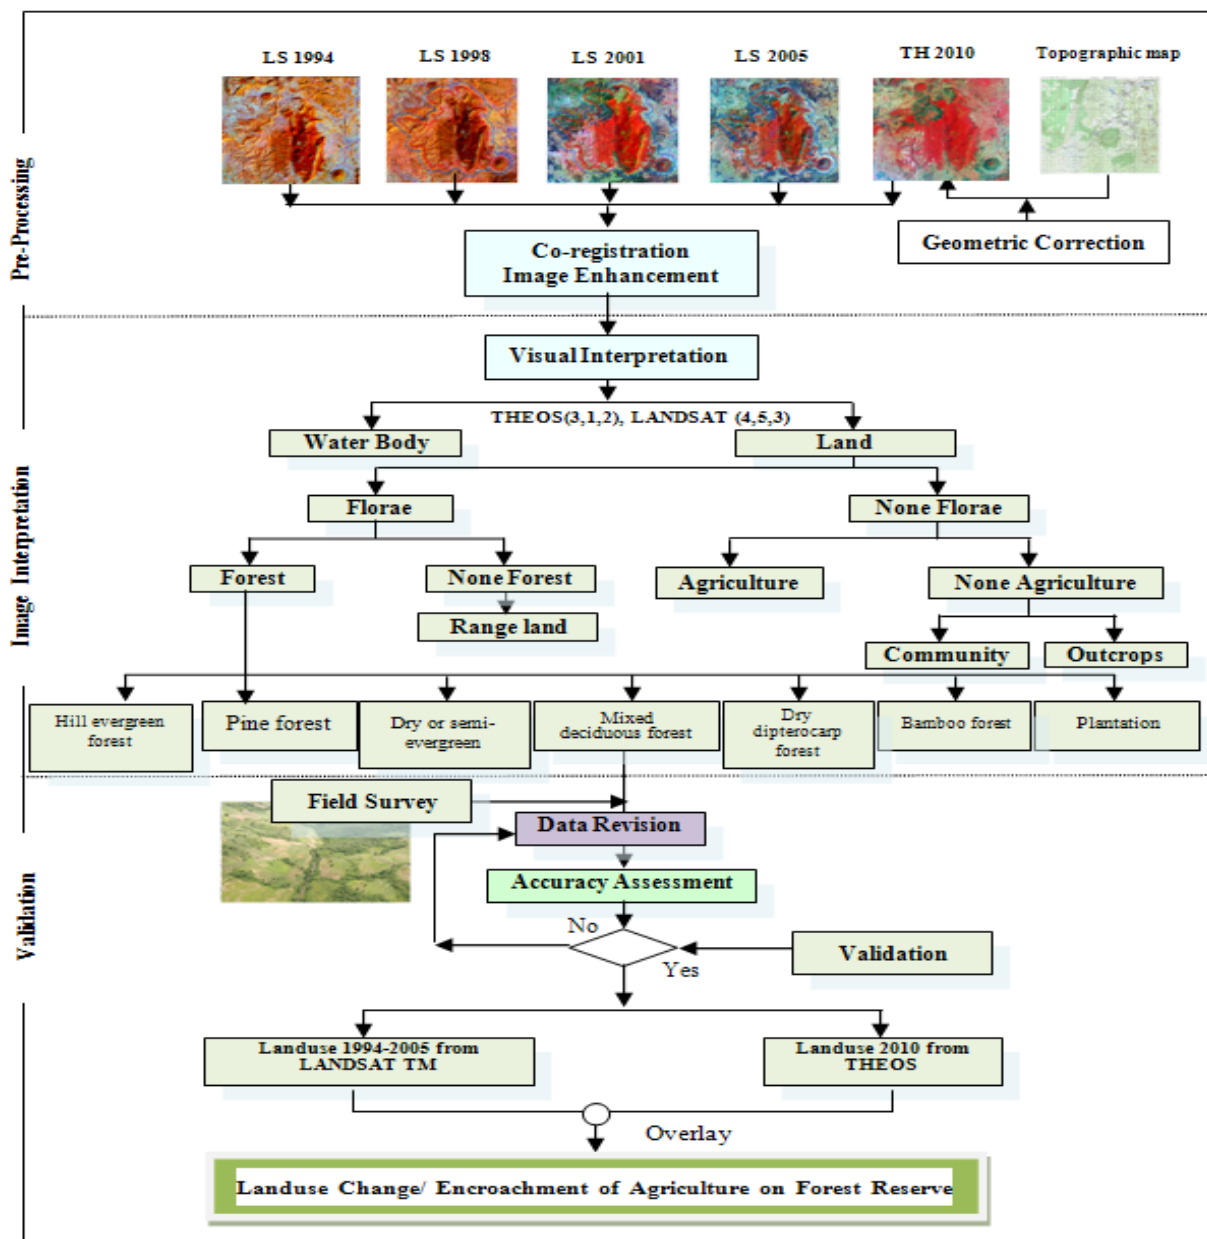 LS 1994
LS 1998
LS 2001
LS 2005
TH 2010
Topographic map
Pre-Processing
Geometric Correction
Co-registration
Image Enhancement
Visual Interpretation
THEOS(3,1,2), LANDSAT (4,5,3)
Water Body
Land
Image Interpretation
Florae
None Florae
Forest
None Forest
Agriculture
None Agriculture
Range land
Community
Outcrops
Hill evergreen
forest
Pine forest
Dry or semi-
evergreen
Mixed
deciduous forest
Dry
dipterocarp
forest
Bamboo forest
Plantation
Validation
Field Survey
Data Revision
Accuracy Assessment
No
Yes
Validation
Landuse 1994-2005 from
LANDSAT TM
Landuse 2010 from
THEOS
Overlay
Landuse Change/ Encroachment of Agriculture on Forest Reserve